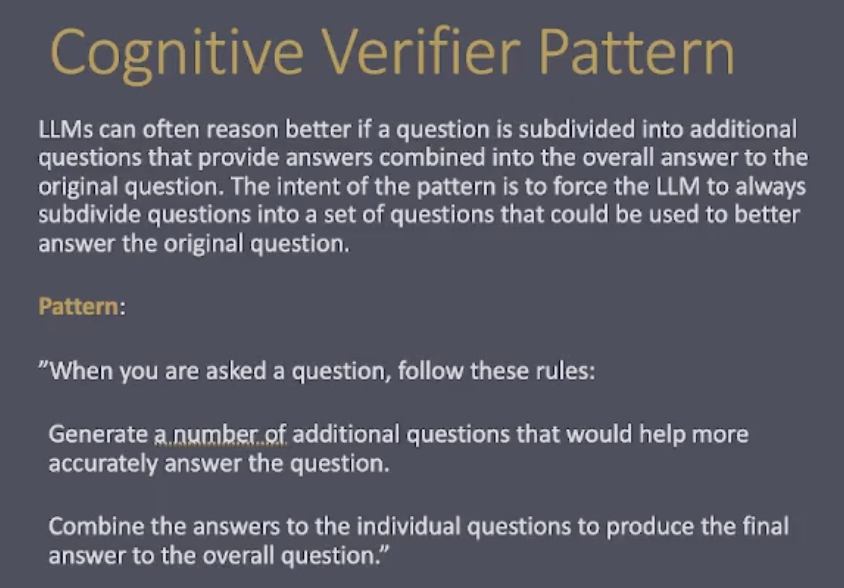 Cognitive Verifier Pattern
LLMs can often reason better if a question is subdivided into additional
questions that provide answers combined into the overall answer to the
original question. The intent of the pattern is to force the LLM to always
subdivide questions into a set of questions that could be used to better
answer the original question.
Pattern:
”When you are asked a question, follow these rules:
Generate a number of additional questions that would help more
accurately answer the question.
Combine the answers to the individual questions to produce the final
answer to the overall question.”